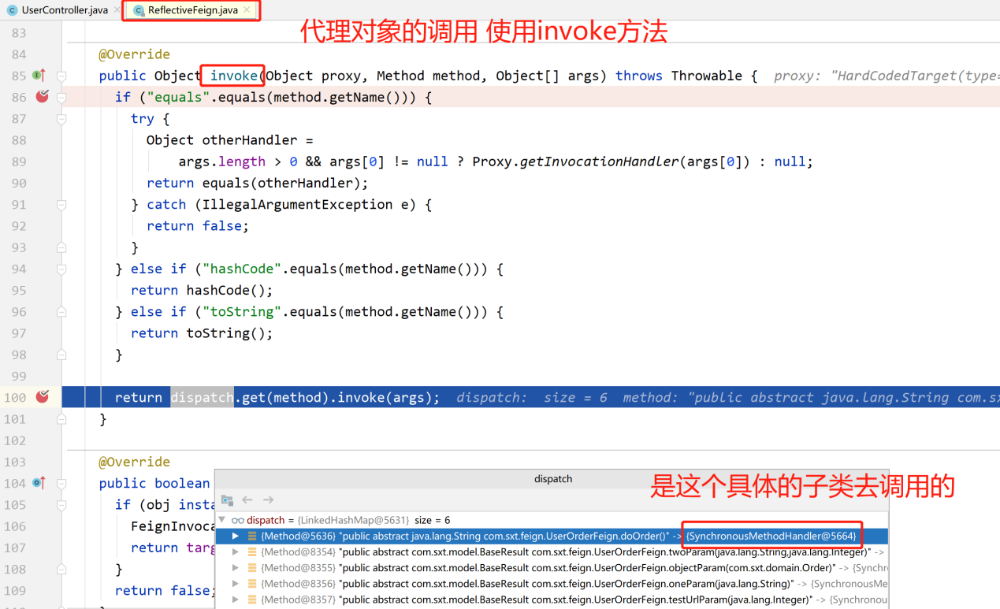 UserController.java ReflectiveFeign.java
代理对象的调用 使用invoke方法
83
84 @Override
85 public Object invoke(Object proxy, Method method, Object[] args) throws Throwable { proxy: "HardCodedTarget(type=
86 if ("equals".equals(method.getName())) {
87 try {
88 Object otherHandler =
89 args.length > 0 && args[0] != null ? Proxy.getInvocationHandler(args[0]) : null;
90 return equals(otherHandler);
91 } catch (IllegalArgumentException e) {
92 return false;
93 }
94 } else if ("hashCode".equals(method.getName())) {
95 return hashCode();
96 } else if ("toString".equals(method.getName())) {
97 return toString();
98 }
99
100 return dispatch.get(method).invoke(args); dispatch: size = 6 method: "public abstract java.lang.String com.sx
101 }
102
103 @Override
104 public boolean
105 if (obj insta
106 FeignInvoca
107 return targ
108 }
109 return false;
dispatch
是这个具体的子类去调用的
dispatch = {LinkedHashMap@5631} size = 6
{Method@5636} "public abstract java.lang.String com.sxt.feign.UserOrderFeign.doOrder()" -> {SynchronousMethodHandler@5664}
{Method@8354} "public abstract com.sxt.model.BaseResult com.sxt.feign.UserOrderFeign.twoParam(java.lang.String,java.lang.Integer)" ->
{Method@8355} "public abstract com.sxt.model.BaseResult com.sxt.feign.UserOrderFeign.objectParam(com.sxt.domain.Order)" -> {Synchr
{Method@8356} "public abstract com.sxt.model.BaseResult com.sxt.feign.UserOrderFeign.oneParam(java.lang.String)" -> {SynchronousMe
{Method@8357} "public abstract com.sxt.model.BaseResult com.sxt.feign.UserOrderFeign.testUrlParam(java.lang.Integer)" -> {Synchronou